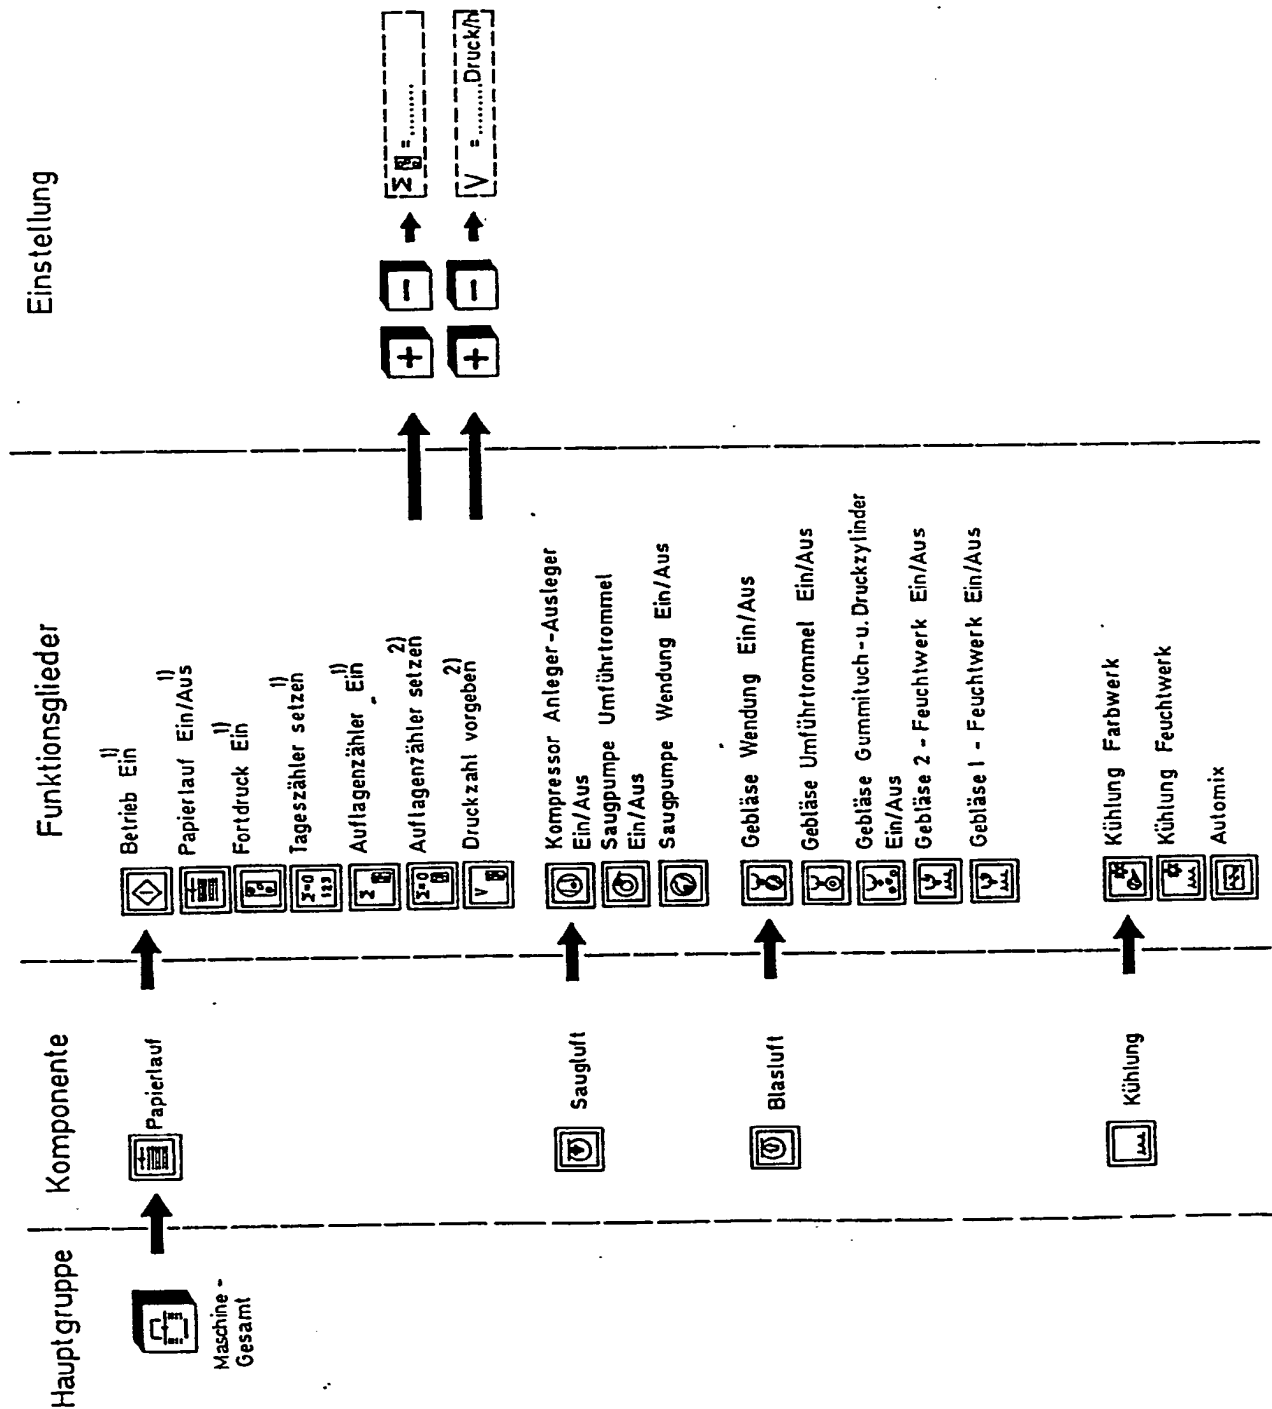 Hauptgruppe
Komponente
Funktionsglieder
Einstellung
Maschine -
Gesamt
Papierlauf
Betrieb Ein 1)
Papierlauf Ein/Aus 1)
Fortdruck Ein 1)
Σ=0
123
Tageszähler setzen 1)
Σ
Auflagenzähler Ein 1)
Σ=0
Auflagenzähler setzen 2)
+ −
Σ = .........
V
Druckzahl vorgeben 2)
+ −
V = .........Druck/h
Saugluft
Kompressor Anleger-Ausleger
Ein/Aus
Saugpumpe Umführtrommel
Ein/Aus
Saugpumpe Wendung Ein/Aus
Blasluft
Gebläse Wendung Ein/Aus
Gebläse Umführtrommel Ein/Aus
Gebläse Gummituch-u. Druckzylinder
Ein/Aus
Gebläse 2 - Feuchtwerk Ein/Aus
Gebläse 1 - Feuchtwerk Ein/Aus
Kühlung
Kühlung Farbwerk
Kühlung Feuchtwerk
Automix